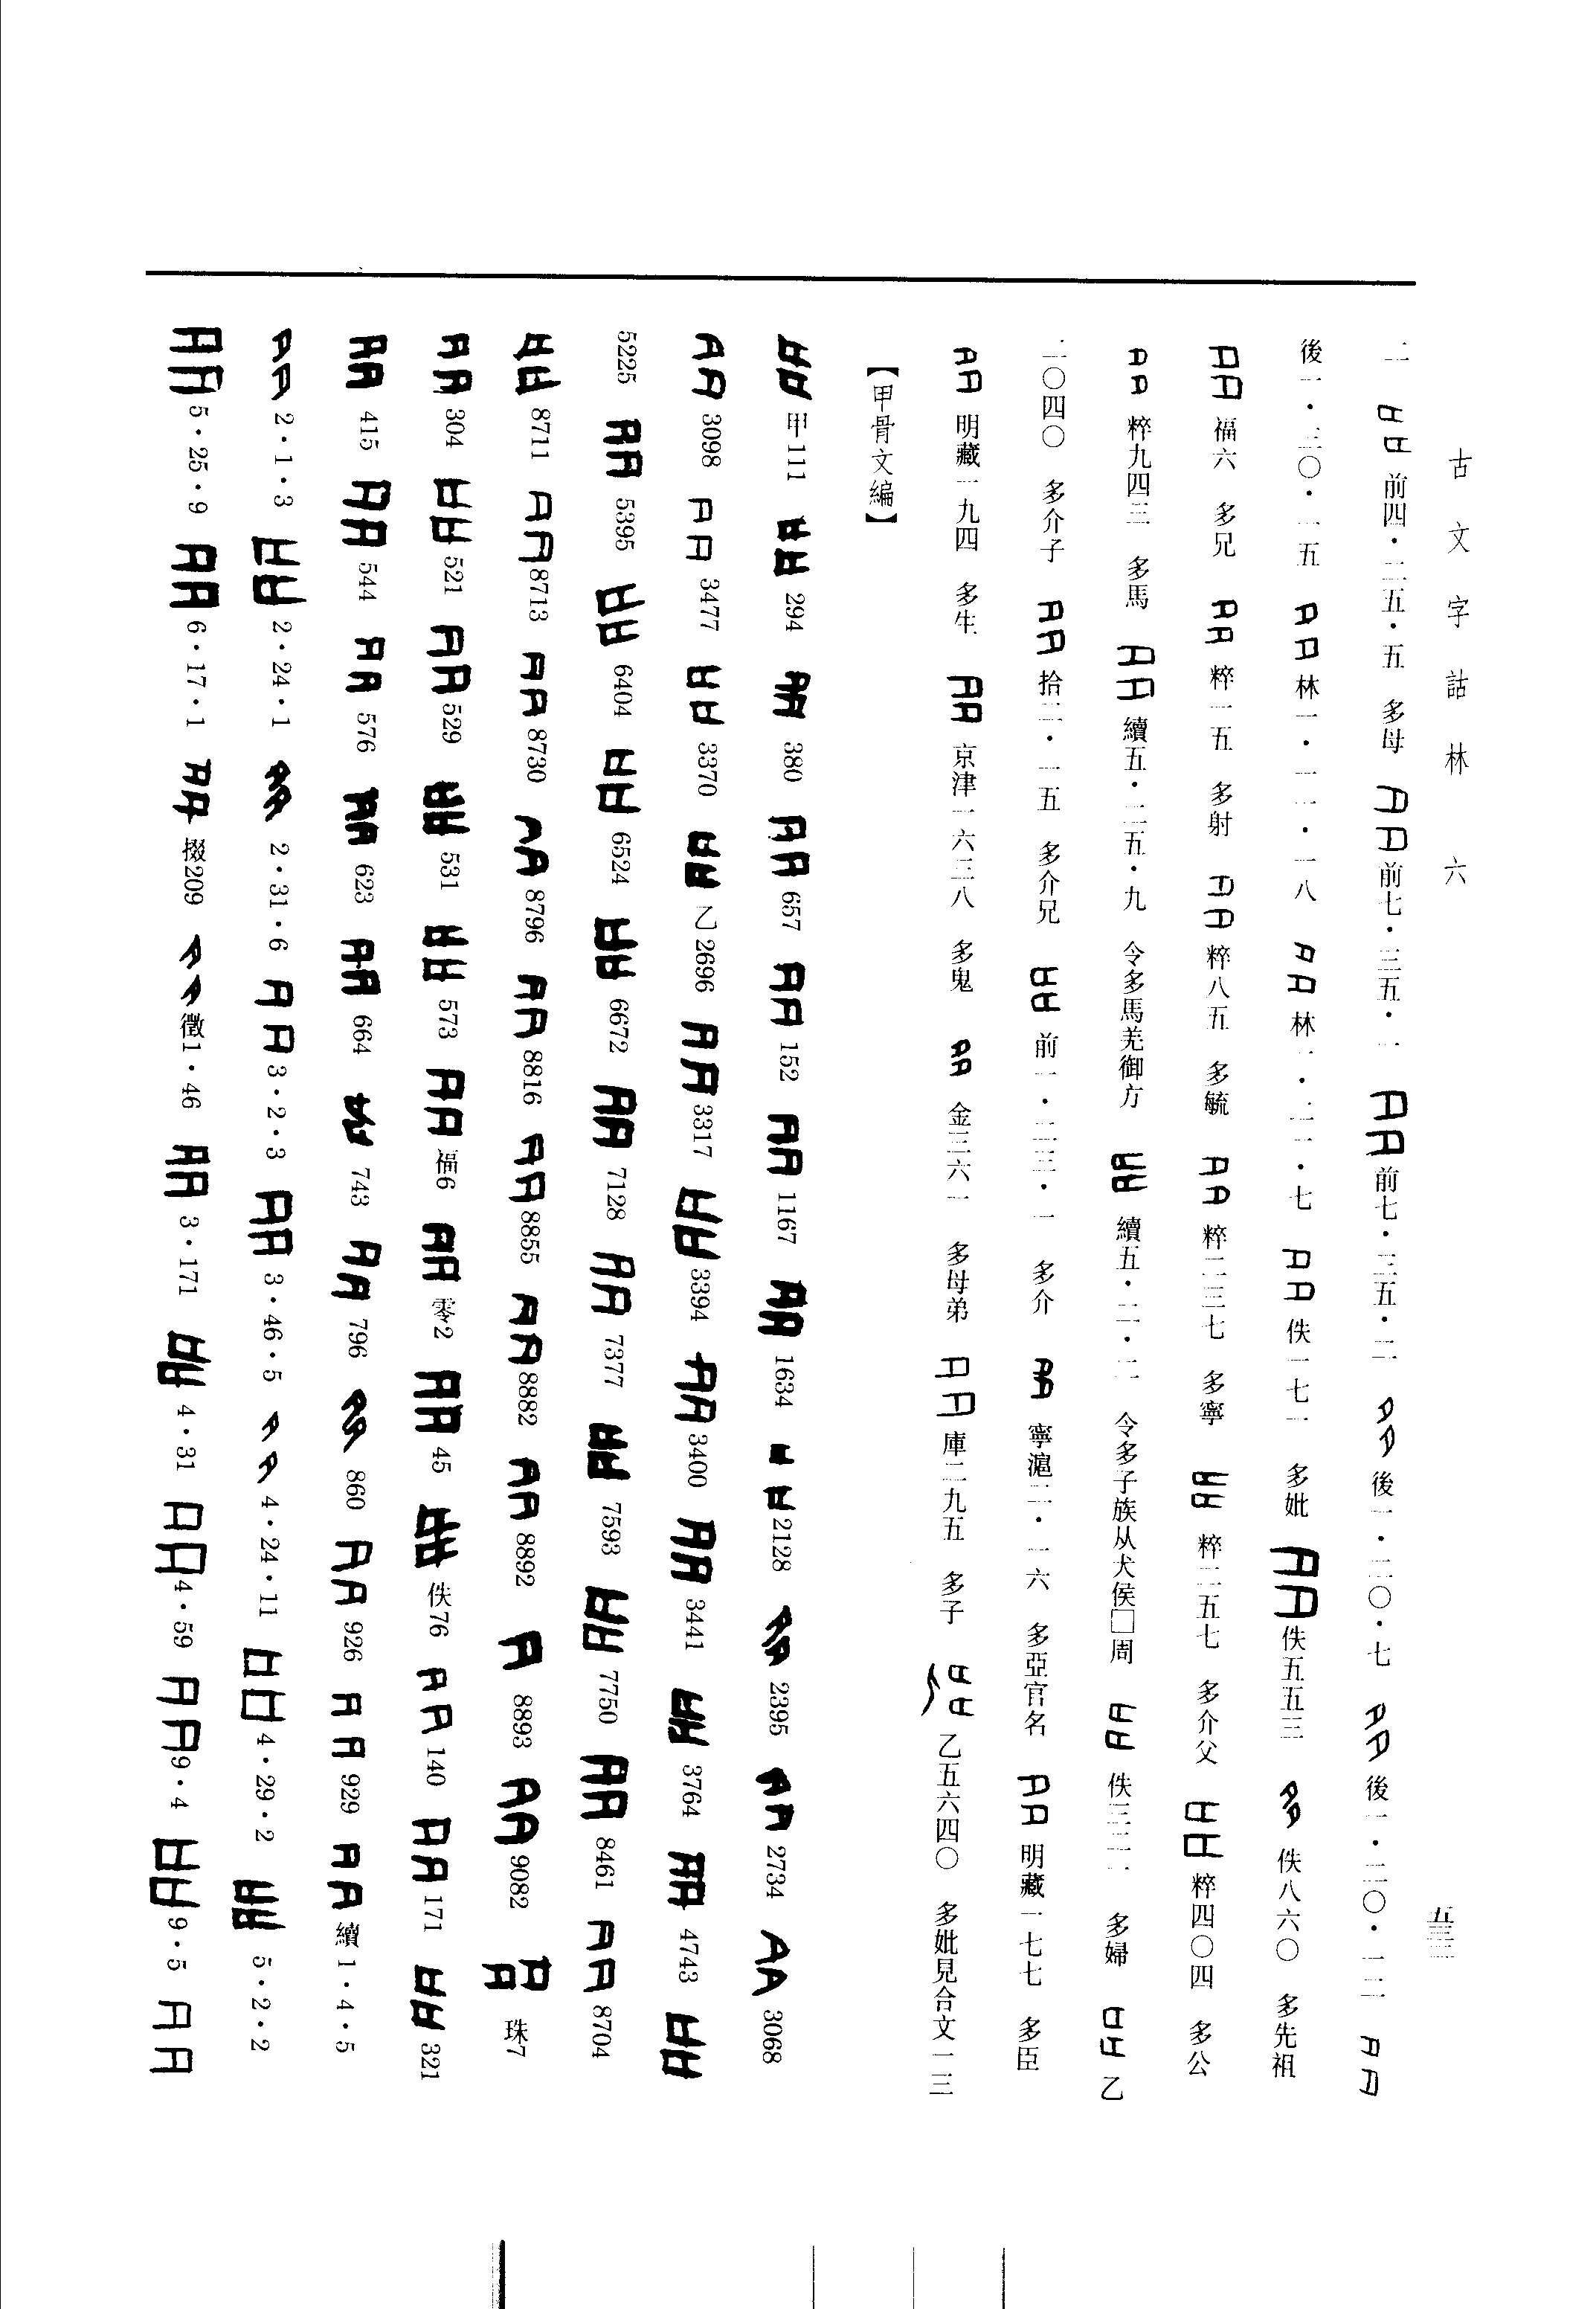 古文字詁林 六
五三二
二 前四・二五・五 多母 前七・三五・一 前七・三五・二 後一・二〇・七 後一・二〇・一二
後一・三〇・一五 林一・一一・一八 林一・二一・七 佚一七一 多妣 佚五五三 佚八六〇 多先祖
福六 多兄 粹一五 多射 粹八五 多毓 粹二三七 多寧 粹二五七 多介父 粹四〇四 多公
粹九四三 多馬 續五・二五・九 令多馬羌御方 續五・二・二 令多子族从犬侯□周 佚三二一 多婦 乙
二〇四〇 多介子 拾二・一五 多介兄 前一・二三・一 多介 寧滬二・一六 多亞官名 明藏一七七 多臣
明藏一九四 多生 京津一六三八 多鬼 金三六一 多母弟 庫二九五 多子 乙五六四〇 多妣見合文一三
【甲骨文編】
甲111 294 380 657 152 1167 1634 2128 2395 2734 3068
3098 3477 3370 乙2696 3317 3394 3400 3441 3764 4743
5225 5395 6404 6524 6672 7128 7377 7593 7750 8461 8704
8711 8713 8730 8796 8816 8855 8882 8892 8893 9082 珠7
304 521 529 531 573 福6 零2 45 佚76 140 171 321
415 544 576 623 664 743 796 860 926 929 續1・4・5
2・1・3 2・24・1 2・31・6 3・2・3 3・46・5 4・24・11 4・29・2 5・2・2
5・25・9 6・17・1 掇209 徵1・46 3・171 4・31 4・59 9・4 9・5